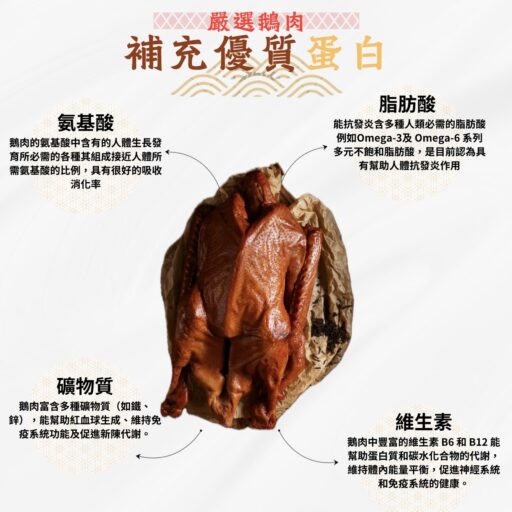 嚴選鵝肉
補充優質蛋白
氨基酸
鵝肉的氨基酸中含有的人體生長發
育所必需的各種其組成接近人體所
需氨基酸的比例，具有很好的吸收
消化率
脂肪酸
能抗發炎含多種人類必需的脂肪酸
例如Omega-3及 Omega-6 系列
多元不飽和脂肪酸，是目前認為具
有幫助人體抗發炎作用
礦物質
鵝肉富含多種礦物質（如鐵、
鋅），能幫助紅血球生成、維持免
疫系統功能及促進新陳代謝。
維生素
鵝肉中豐富的維生素 B6 和 B12 能
幫助蛋白質和碳水化合物的代謝，
維持體內能量平衡，促進神經系統
和免疫系統的健康。